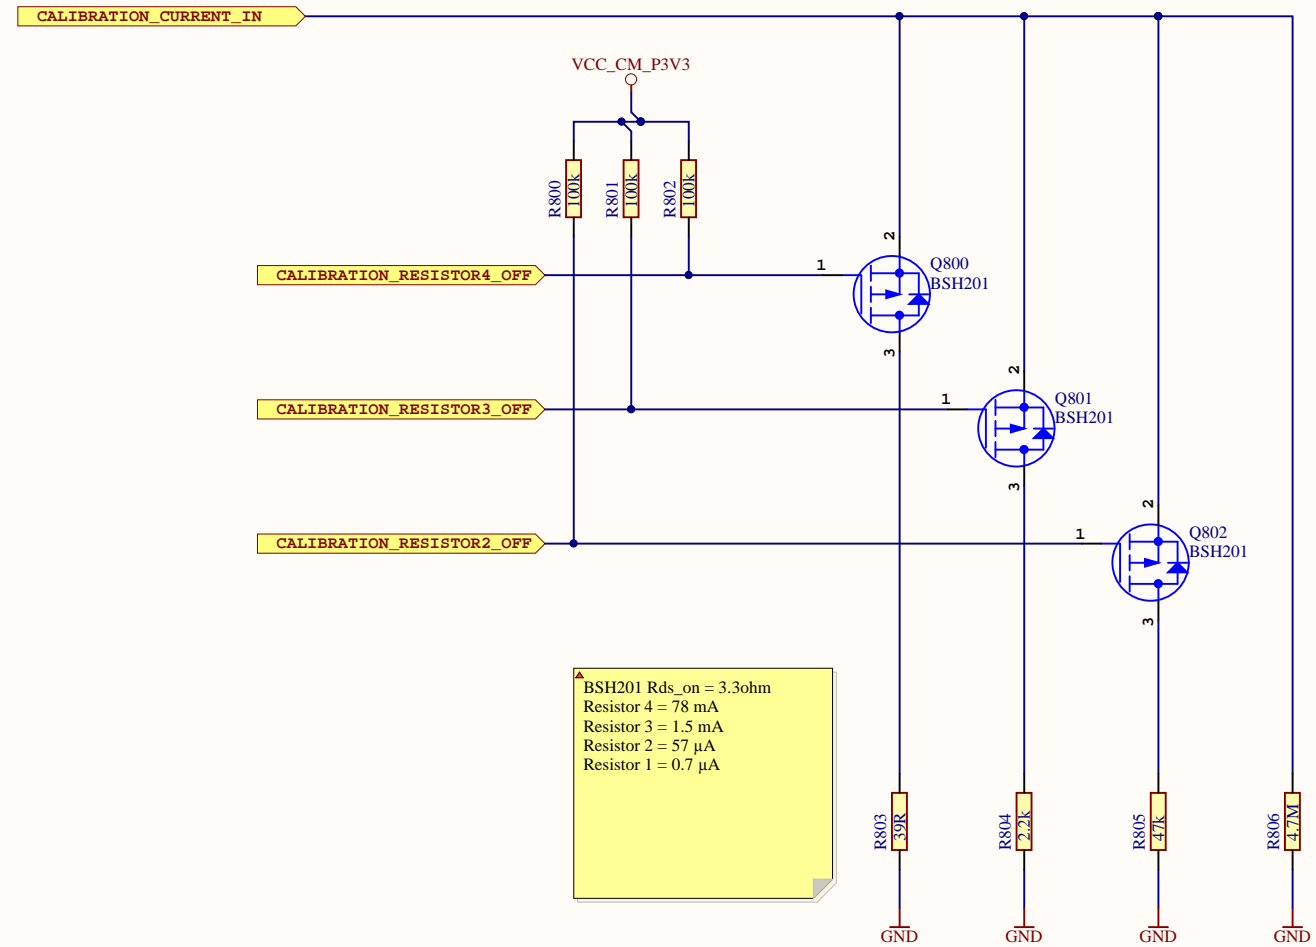 CALIBRATION_CURRENT_IN
VCC_CM_P3V3
R800
100k
R801
100k
R802
100k
CALIBRATION_RESISTOR4_OFF
1
2
3
Q800
BSH201
CALIBRATION_RESISTOR3_OFF
1
2
3
Q801
BSH201
CALIBRATION_RESISTOR2_OFF
1
2
3
Q802
BSH201
BSH201 Rds_on = 3.3ohm
Resistor 4 = 78 mA
Resistor 3 = 1.5 mA
Resistor 2 = 57 µA
Resistor 1 = 0.7 µA
R803
39R
R804
2.2k
R805
47k
R806
4.7M
GND
GND
GND
GND